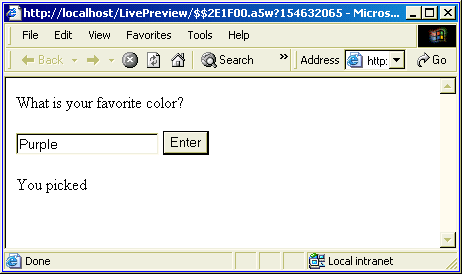 http://localhost/LivePreview/$$2E1F00.a5w?154632065 - Micros...
File Edit View Favorites Tools Help
Back Search » Address http: Go
What is your favorite color?
Purple Enter
You picked
Done Local intranet